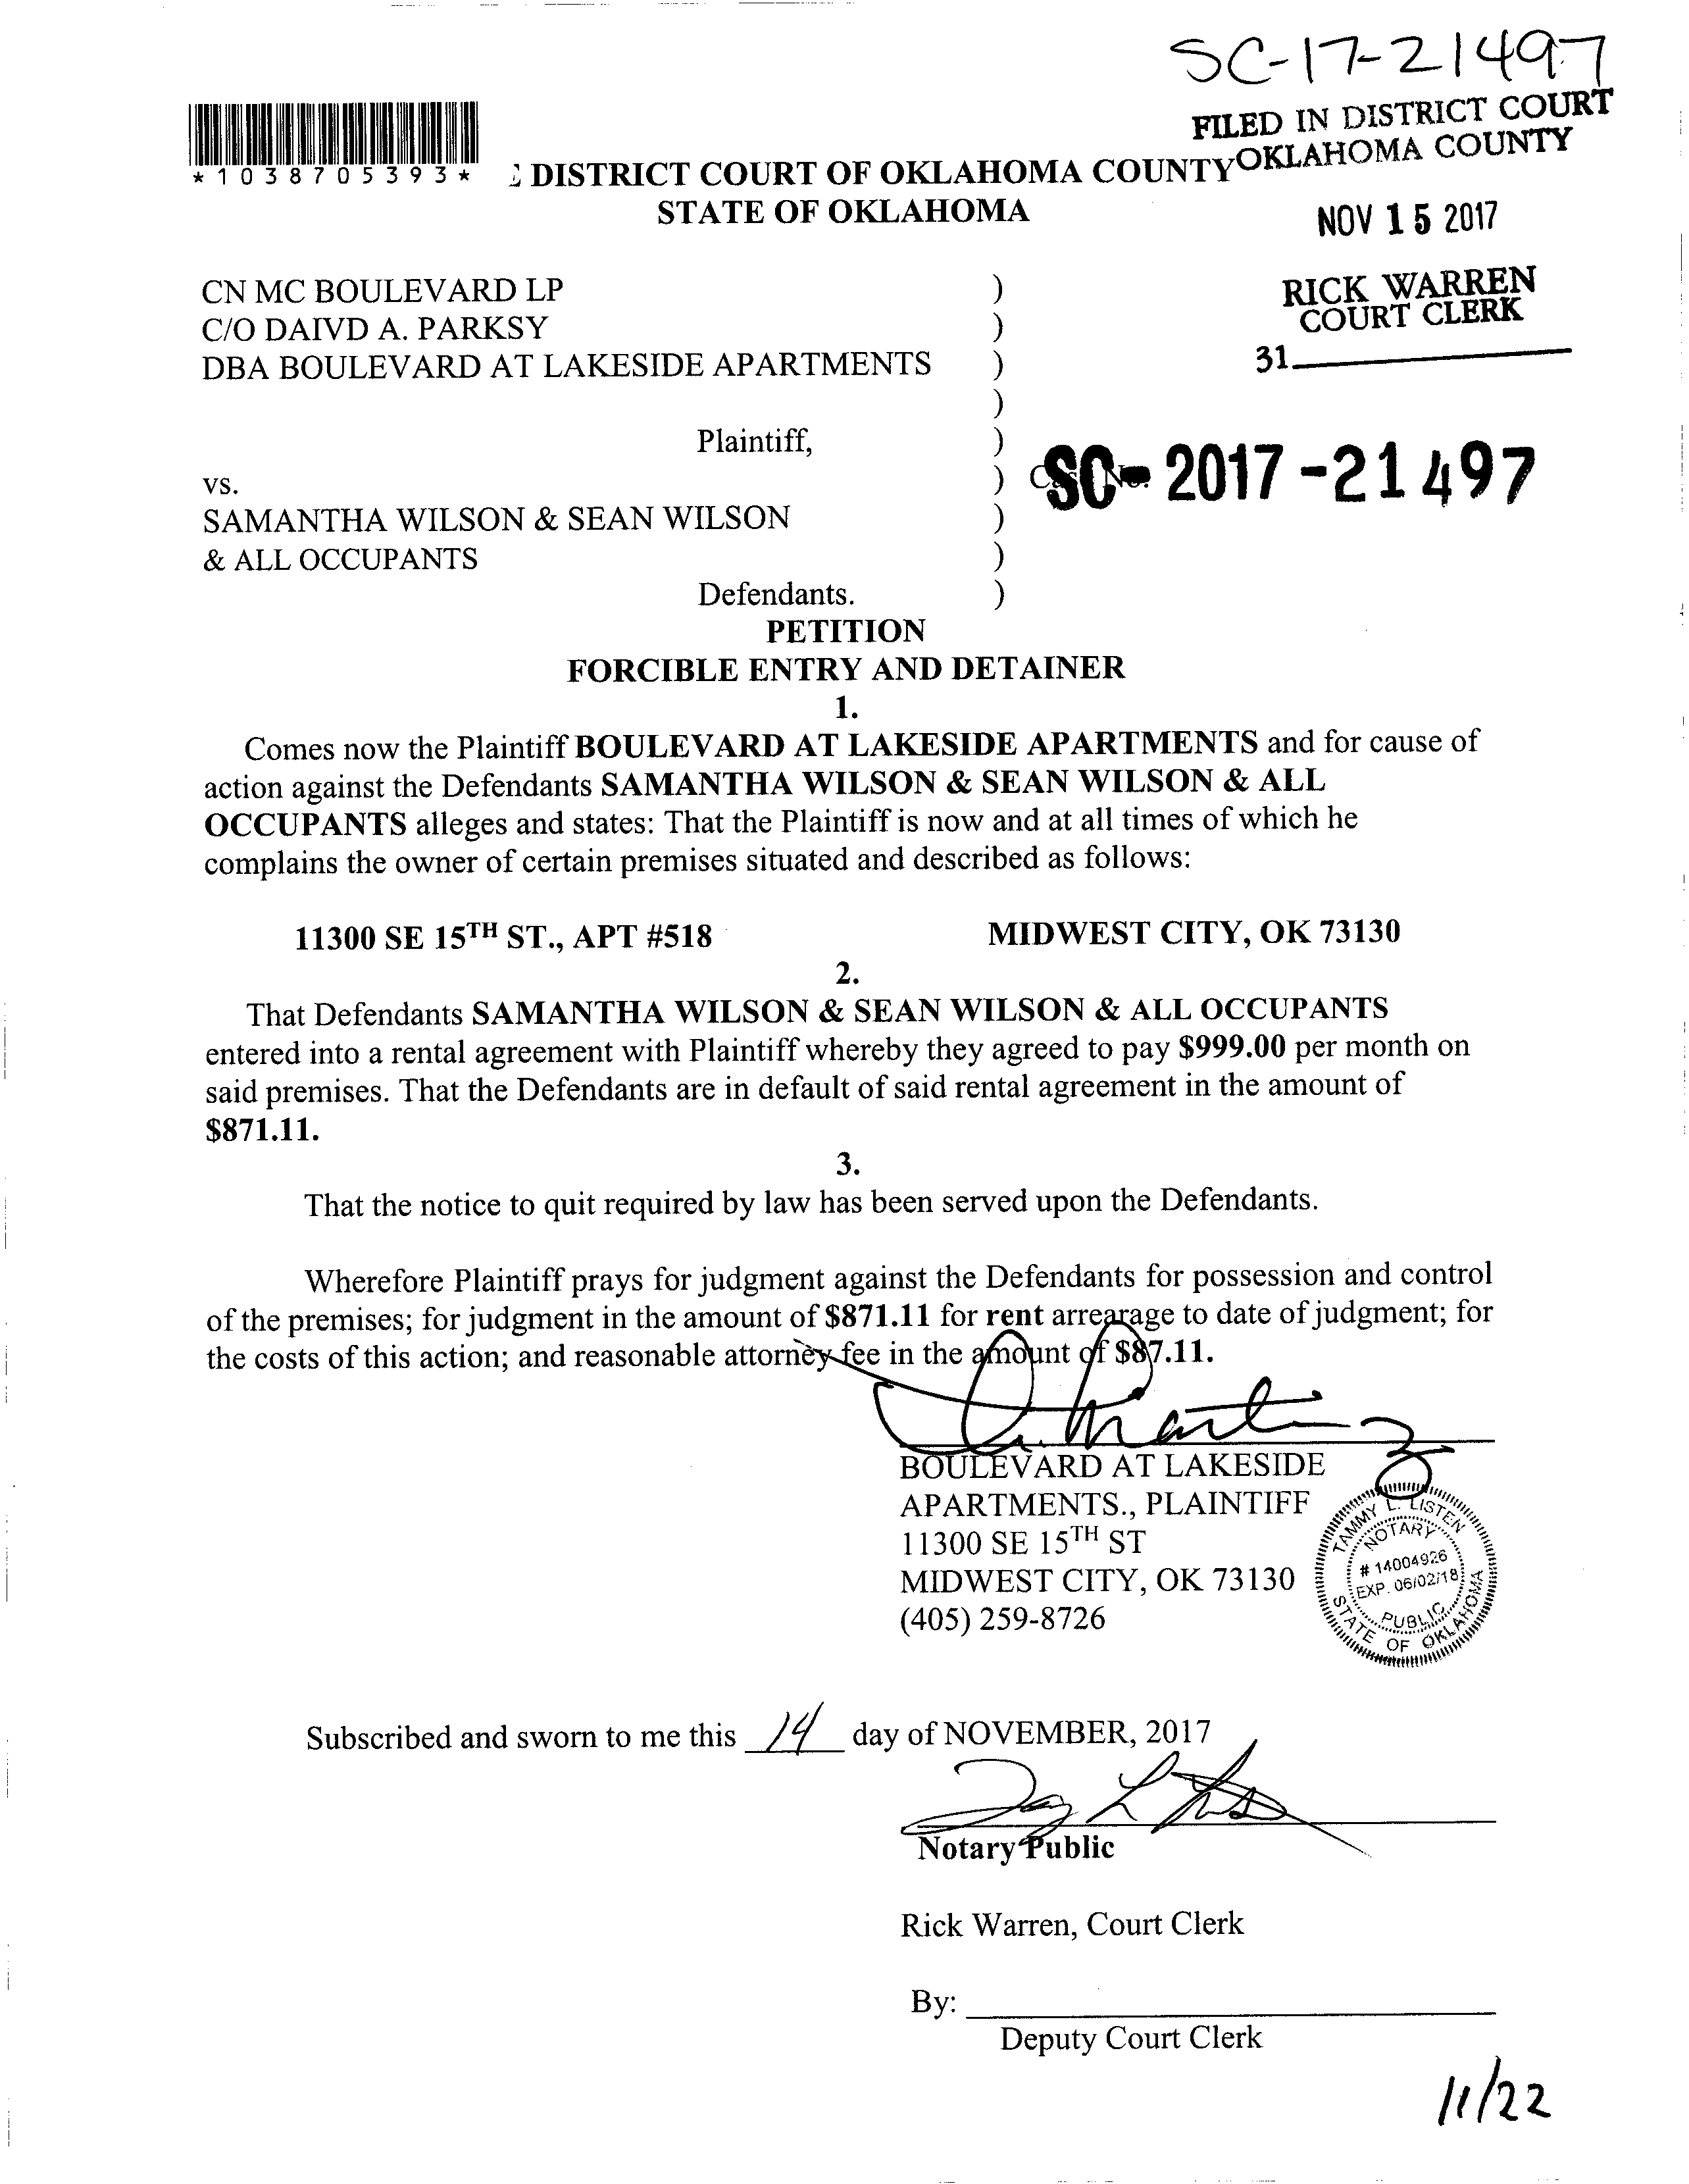 SC-17-21497
FILED IN DISTRICT COURT
OKLAHOMA COUNTY
*1038705393*
DISTRICT COURT OF OKLAHOMA COUNTY
STATE OF OKLAHOMA
NOV 15 2017
RICK WARREN
COURT CLERK
31
CN MC BOULEVARD LP )
C/O DAIVD A. PARKSY )
DBA BOULEVARD AT LAKESIDE APARTMENTS )
)
Plaintiff, )
vs. ) SC-2017-21497
SAMANTHA WILSON & SEAN WILSON )
& ALL OCCUPANTS )
Defendants. )
PETITION
FORCIBLE ENTRY AND DETAINER
1.
Comes now the Plaintiff BOULEVARD AT LAKESIDE APARTMENTS and for cause of
action against the Defendants SAMANTHA WILSON & SEAN WILSON & ALL
OCCUPANTS alleges and states: That the Plaintiff is now and at all times of which he
complains the owner of certain premises situated and described as follows:
11300 SE 15TH ST., APT #518 MIDWEST CITY, OK 73130
2.
That Defendants SAMANTHA WILSON & SEAN WILSON & ALL OCCUPANTS
entered into a rental agreement with Plaintiff whereby they agreed to pay $999.00 per month on
said premises. That the Defendants are in default of said rental agreement in the amount of
$871.11.
3.
That the notice to quit required by law has been served upon the Defendants.
Wherefore Plaintiff prays for judgment against the Defendants for possession and control
of the premises; for judgment in the amount of $871.11 for rent arrearage to date of judgment; for
the costs of this action; and reasonable attorney fee in the amount of $87.11.
BOULEVARD AT LAKESIDE
APARTMENTS., PLAINTIFF
11300 SE 15TH ST
MIDWEST CITY, OK 73130
(405) 259-8726
TAMMY L. LISTEN
NOTARY
# 14004926
EXP. 06/02/18
PUBLIC
STATE OF OKLAHOMA
Subscribed and sworn to me this 14 day of NOVEMBER, 2017
Notary Public
Rick Warren, Court Clerk
By:
Deputy Court Clerk
11/22